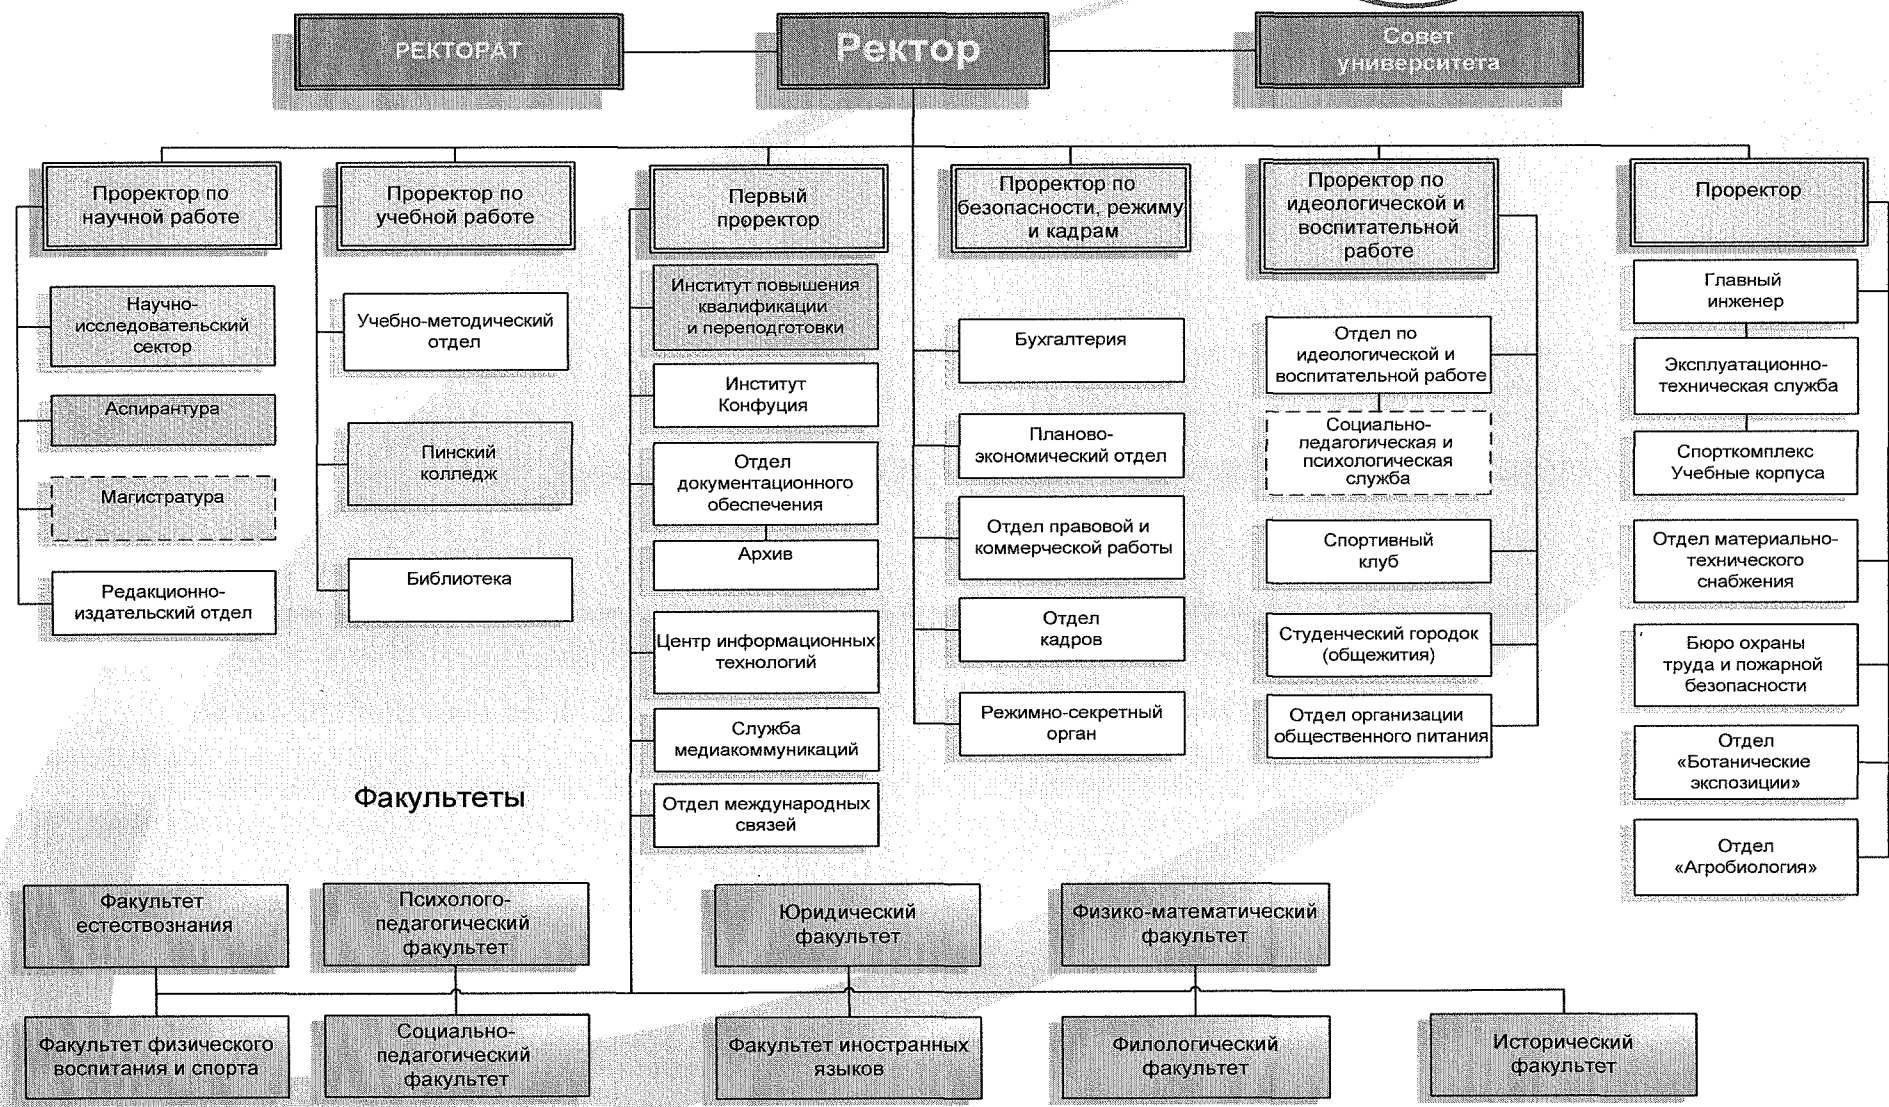 РЕКТОРАТ
Ректор
Совет
университета
Проректор по
научной работе
Научно-
исследовательский
сектор
Аспирантура
Магистратура
Редакционно-
издательский отдел
Проректор по
учебной работе
Учебно-методический
отдел
Пинский
колледж
Библиотека
Первый
проректор
Институт повышения
квалификации
и переподготовки
Институт
Конфуция
Отдел
документационного
обеспечения
Архив
Центр информационных
технологий
Служба
медиакоммуникаций
Отдел международных
связей
Проректор по
безопасности, режиму
и кадрам
Бухгалтерия
Планово-
экономический отдел
Отдел правовой и
коммерческой работы
Отдел
кадров
Режимно-секретный
орган
Проректор по
идеологической и
воспитательной
работе
Отдел по
идеологической и
воспитательной работе
Социально-
педагогическая и
психологическая
служба
Спортивный
клуб
Студенческий городок
(общежития)
Отдел организации
общественного питания
Проректор
Главный
инженер
Эксплуатационно-
техническая служба
Спорткомплекс
Учебные корпуса
Отдел материально-
технического
снабжения
Бюро охраны
труда и пожарной
безопасности
Отдел
«Ботанические
экспозиции»
Отдел
«Агробиология»
Факультеты
Факультет
естествознания
Психолого-
педагогический
факультет
Юридический
факультет
Физико-математический
факультет
Факультет физического
воспитания и спорта
Социально-
педагогический
факультет
Факультет иностранных
языков
Филологический
факультет
Исторический
факультет